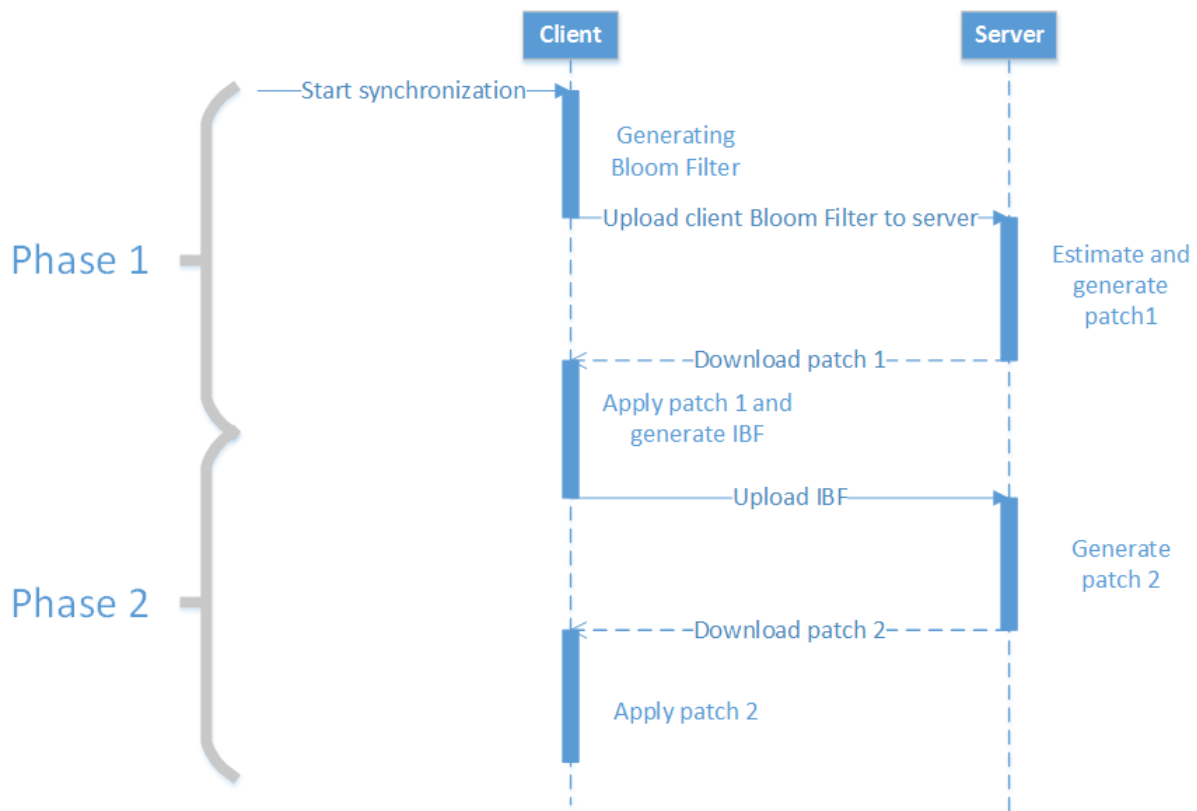 Client
Server
Start synchronization
Generating
Bloom Filter
Upload client Bloom Filter to server
Phase 1
Estimate and
generate
patch1
Download patch 1
Apply patch 1 and
generate IBF
Upload IBF
Generate
patch 2
Phase 2
Download patch 2
Apply patch 2